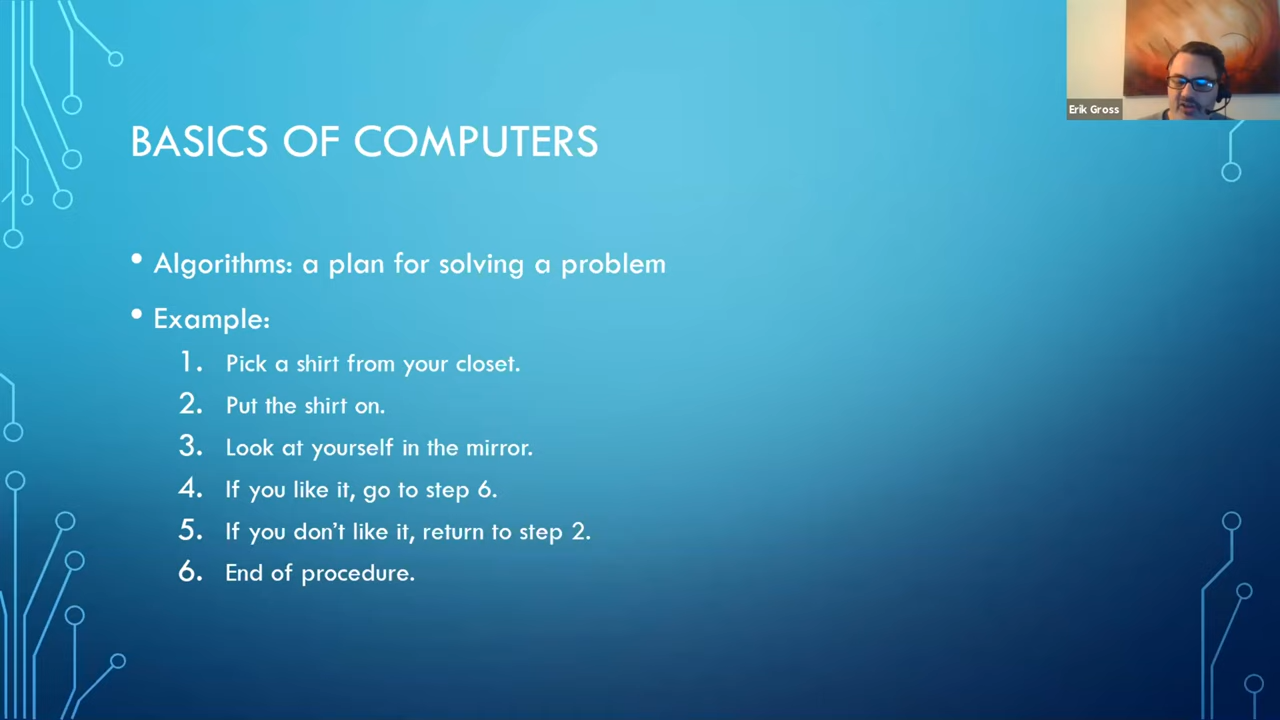 Erik Gross
BASICS OF COMPUTERS
• Algorithms: a plan for solving a problem
• Example:
1. Pick a shirt from your closet.
2. Put the shirt on.
3. Look at yourself in the mirror.
4. If you like it, go to step 6.
5. If you don’t like it, return to step 2.
6. End of procedure.